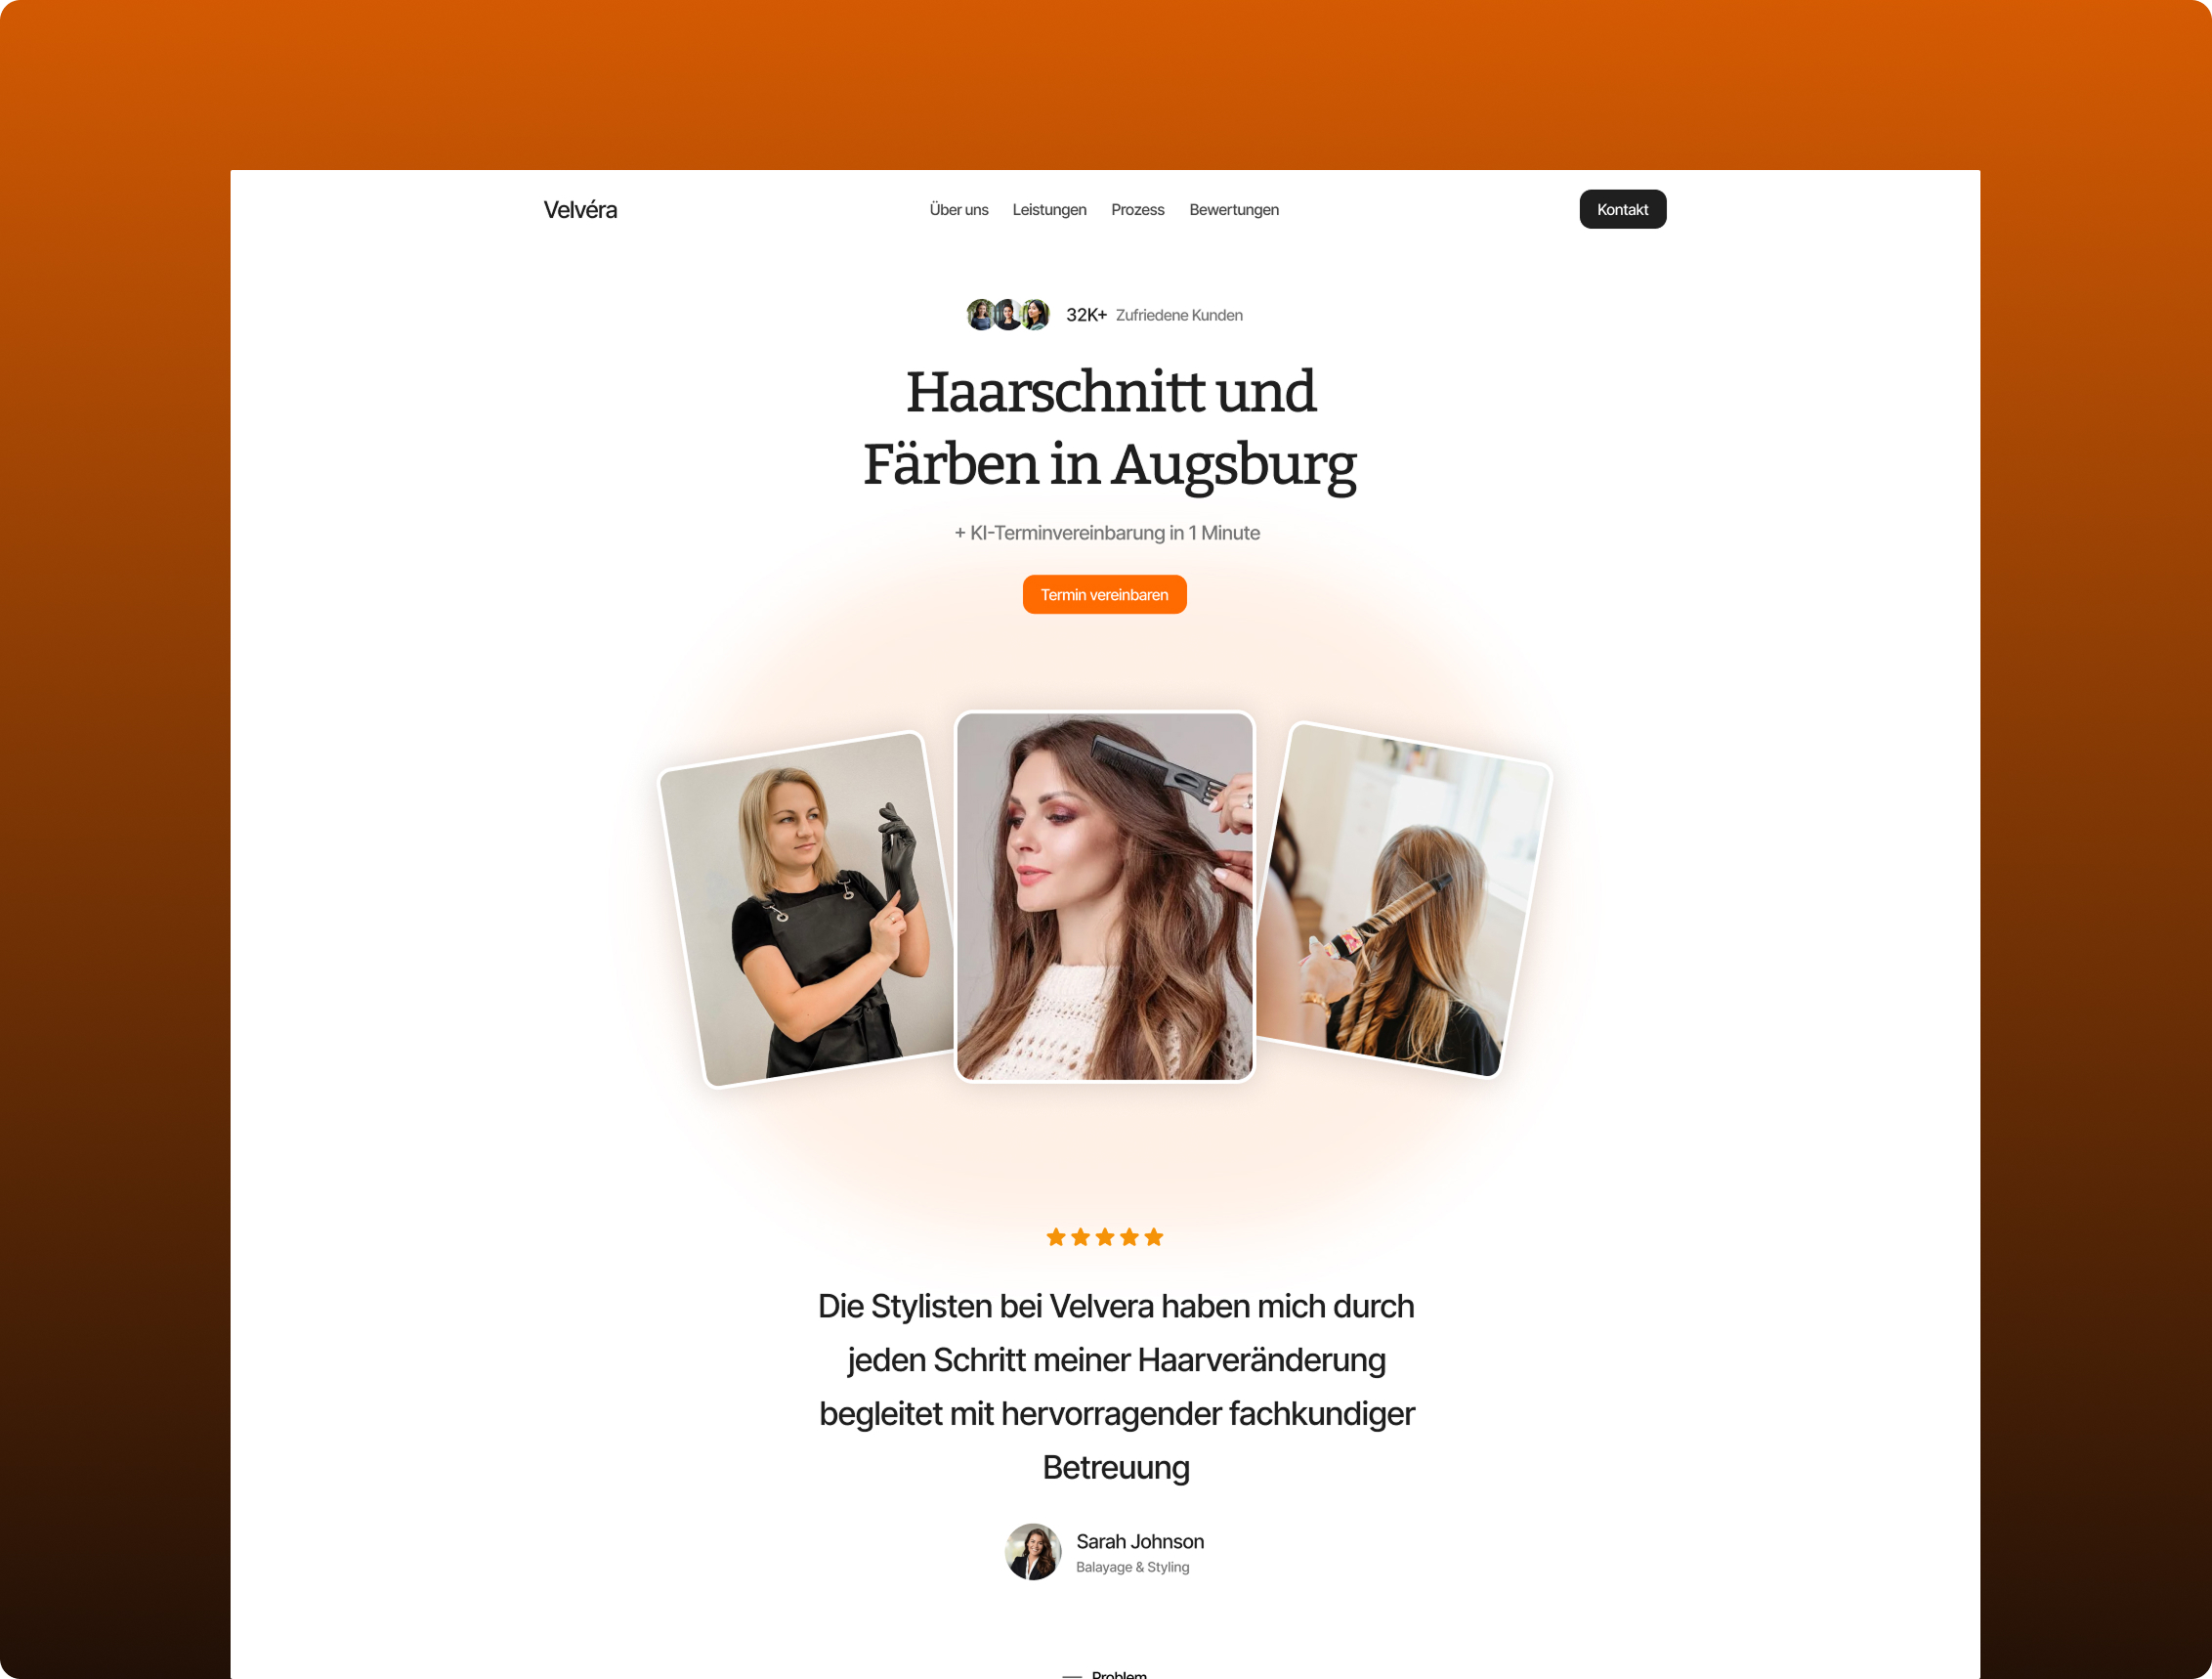 Velvéra
Über uns
Leistungen
Prozess
Bewertungen
Kontakt
32K+ Zufriedene Kunden
Haarschnitt und
Färben in Augsburg
+ KI-Terminvereinbarung in 1 Minute
Termin vereinbaren
Die Stylisten bei Velvera haben mich durch
jeden Schritt meiner Haarveränderung
begleitet mit hervorragender fachkundiger
Betreuung
Sarah Johnson
Balayage & Styling
Problem